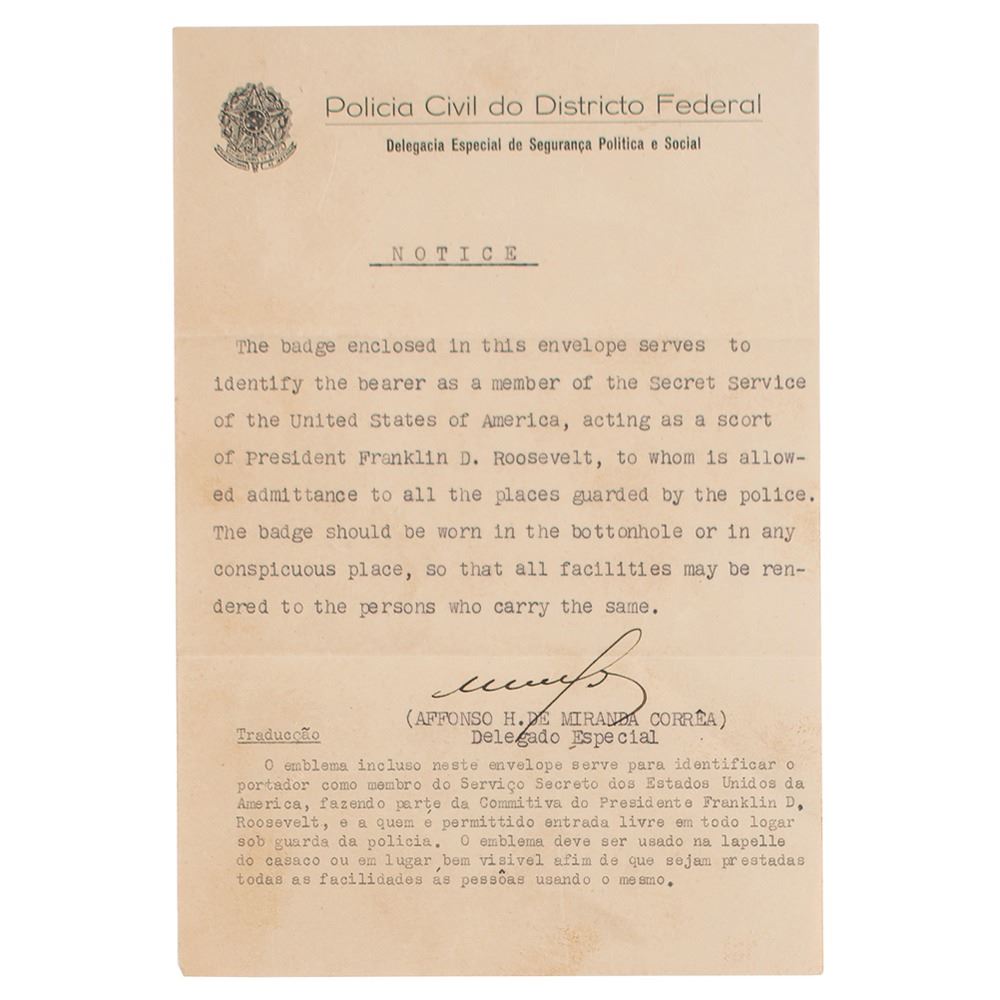 Policia Civil do Districto Federal
Delegacia Especial de Segurança Politica e Social
NOTICE
The badge enclosed in this envelope serves to
identify the bearer as a member of the Secret Service
of the United States of America, acting as a scort
of President Franklin D. Roosevelt, to whom is allow-
ed admittance to all the places guarded by the police.
The badge should be worn in the bottonhole or in any
conspicuous place, so that all facilities may be ren-
dered to the persons who carry the same.
(AFFONSO H. DE MIRANDA CORRÊA)
Delegado Especial
Traducção
O emblema incluso neste envelope serve para identificar o
portador como membro do Serviço Secreto dos Estados Unidos da
America, fazendo parte da Commitiva do Presidente Franklin D.
Roosevelt, e a quem é permittido entrada livre em todo logar
sob guarda da policia. O emblema deve ser usado na lapelle
do casaco ou em lugar bem visivel afim de que sejam prestadas
todas as facilidades ás pessôas usando o mesmo.